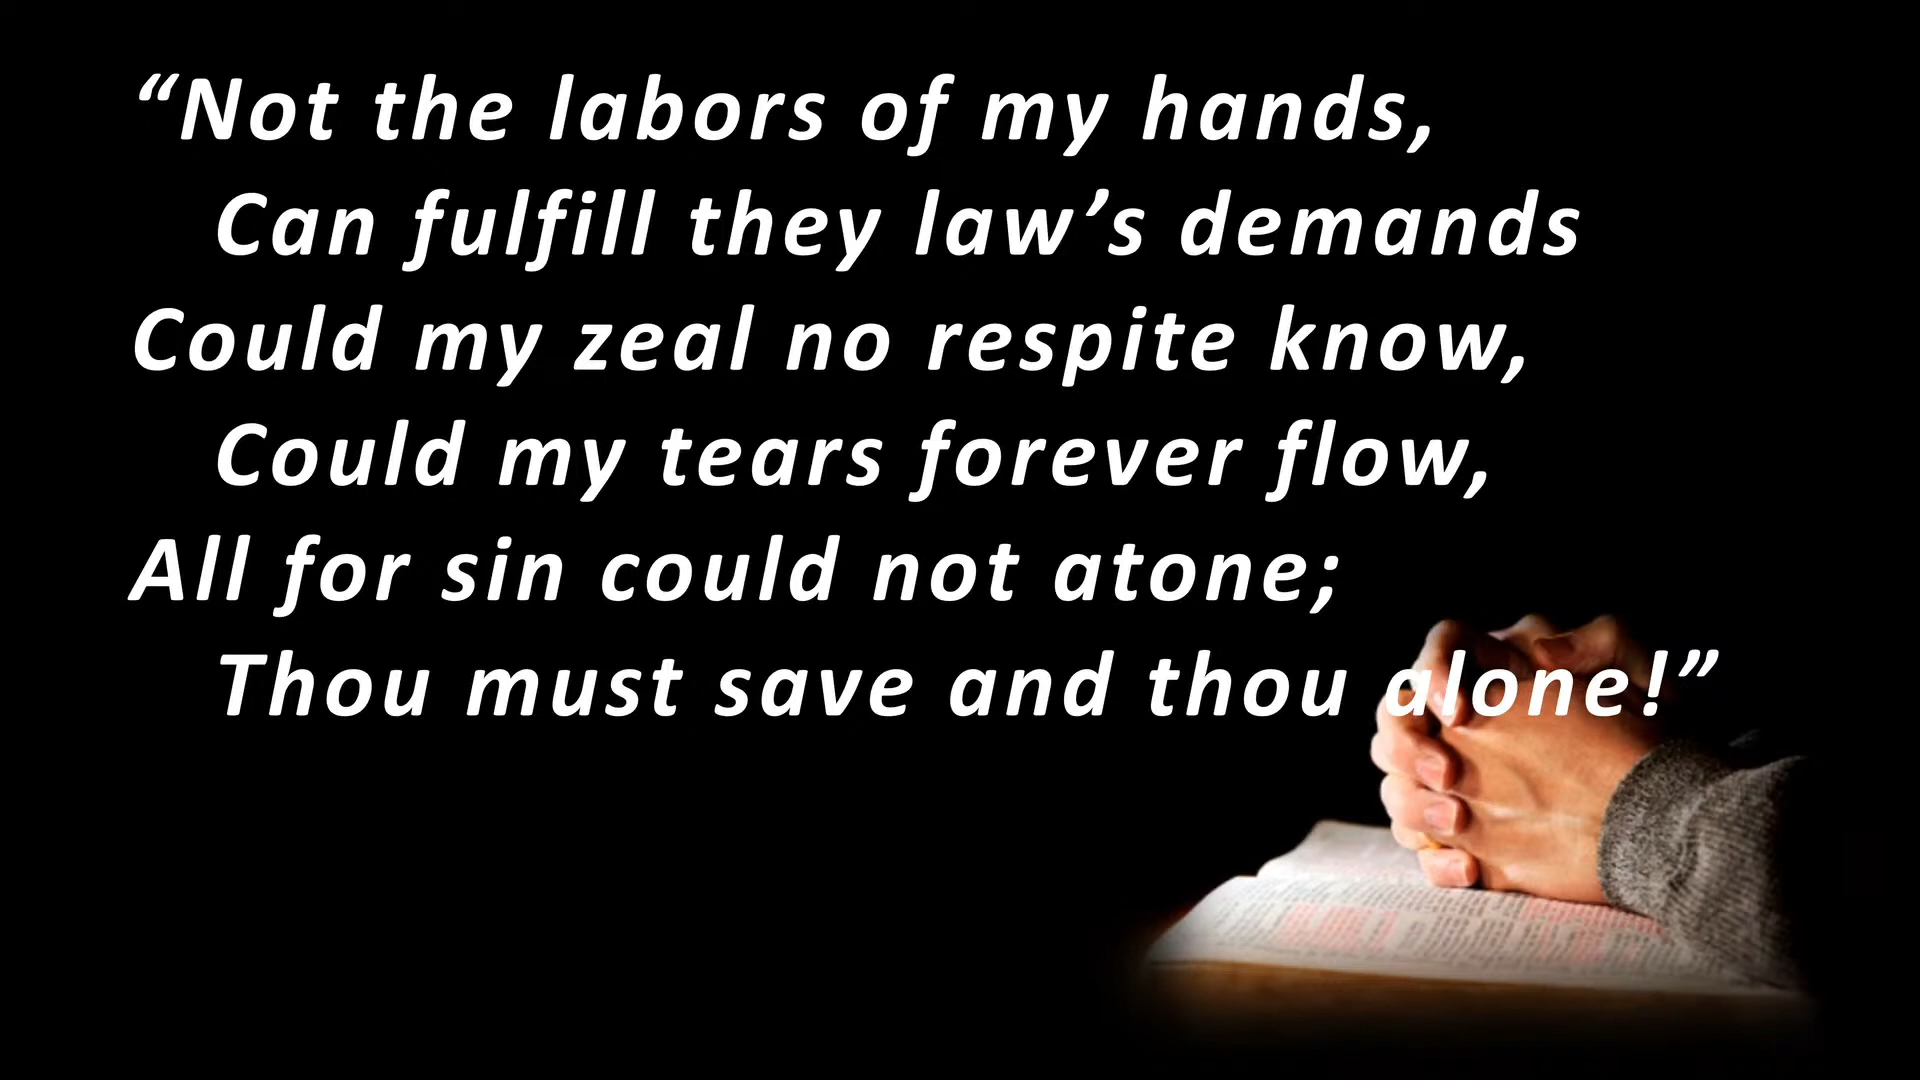 “Not the labors of my hands,
Can fulfill they law’s demands
Could my zeal no respite know,
Could my tears forever flow,
All for sin could not atone;
Thou must save and thou alone!”